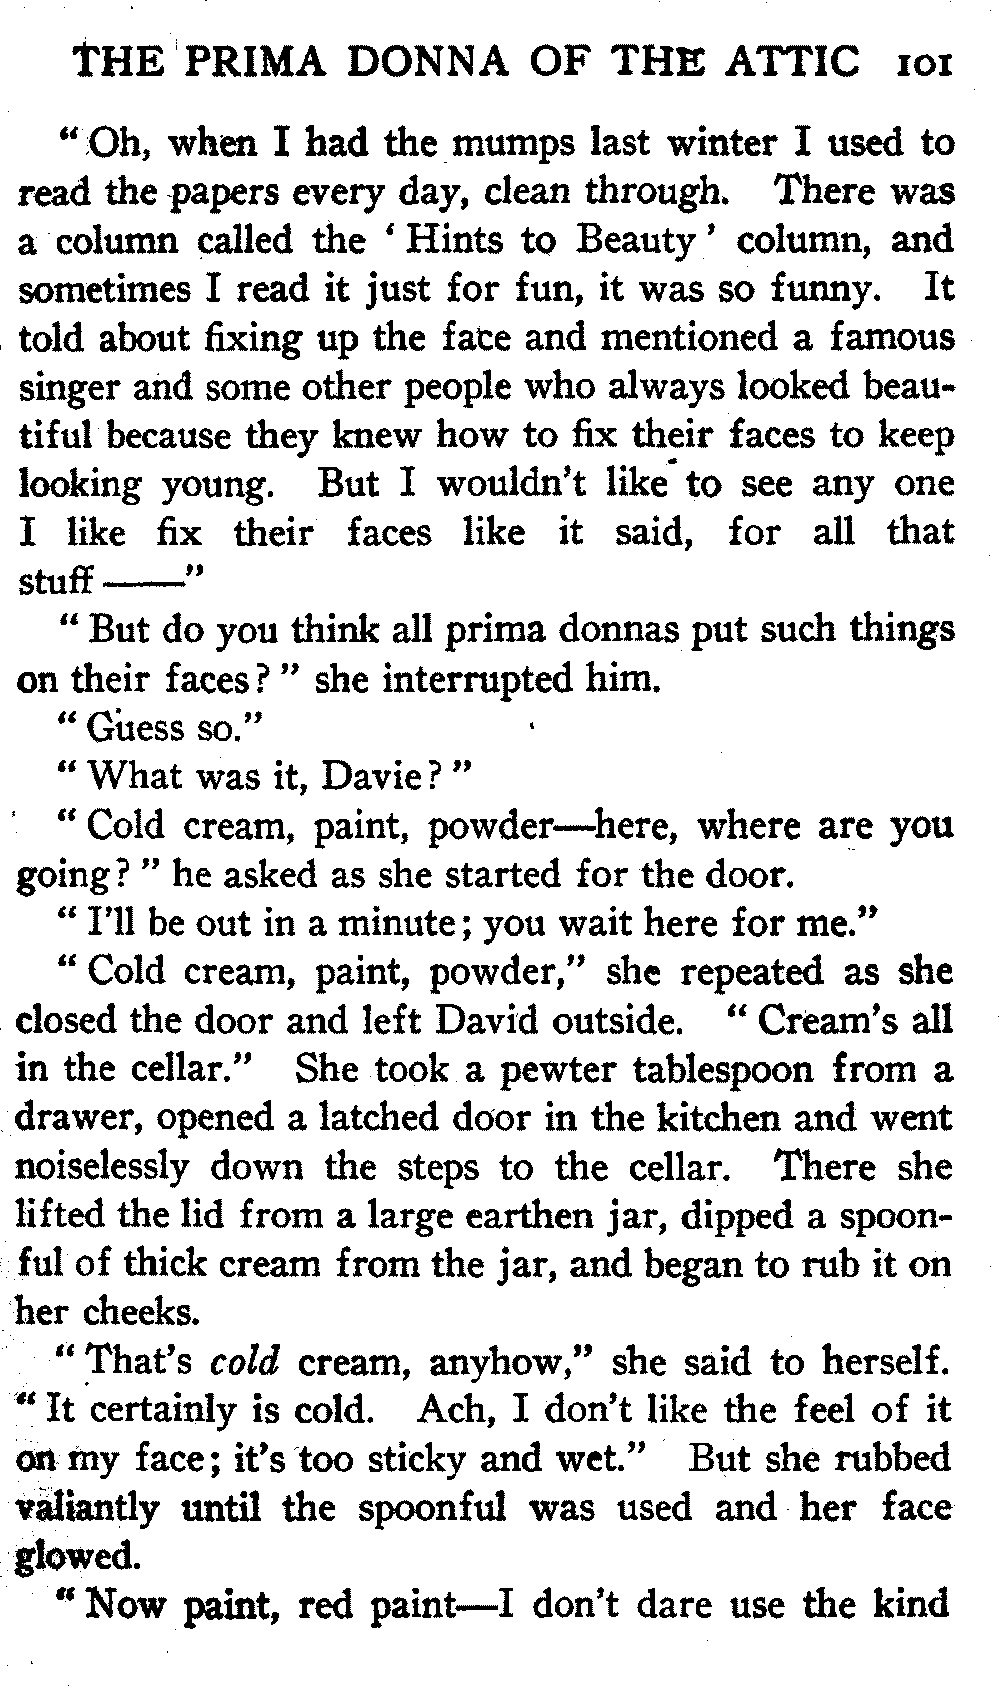 THE PRIMA DONNA OF THE ATTIC 101
"Oh, when I had the mumps last winter I used to
read the papers every day, clean through. There was
a column called the 'Hints to Beauty' column, and
sometimes I read it just for fun, it was so funny. It
told about fixing up the face and mentioned a famous
singer and some other people who always looked beau-
tiful because they knew how to fix their faces to keep
looking young. But I wouldn't like to see any one
I like fix their faces like it said, for all that
stuff——"
"But do you think all prima donnas put such things
on their faces?" she interrupted him.
"Guess so."
"What was it, Davie?"
"Cold cream, paint, powder—here, where are you
going?" he asked as she started for the door.
"I'll be out in a minute; you wait here for me."
"Cold cream, paint, powder," she repeated as she
closed the door and left David outside. "Cream's all
in the cellar." She took a pewter tablespoon from a
drawer, opened a latched door in the kitchen and went
noiselessly down the steps to the cellar. There she
lifted the lid from a large earthen jar, dipped a spoon-
ful of thick cream from the jar, and began to rub it on
her cheeks.
"That's cold cream, anyhow," she said to herself.
"It certainly is cold. Ach, I don't like the feel of it
on my face; it's too sticky and wet." But she rubbed
valiantly until the spoonful was used and her face
glowed.
"Now paint, red paint—I don't dare use the kind